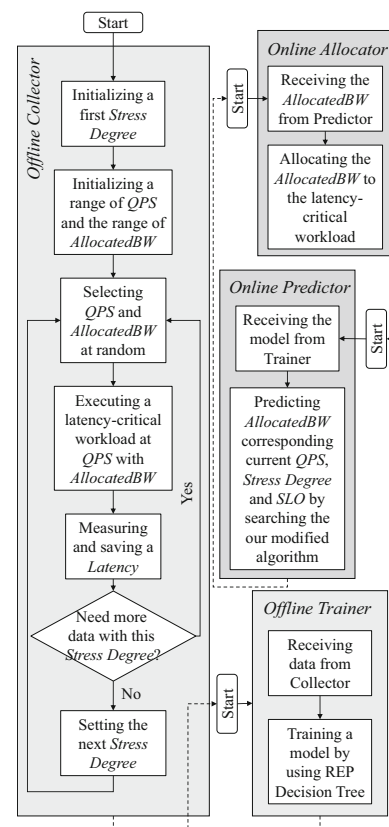 Start
Offline Collector
Initializing a
first Stress
Degree
Initializing a
range of QPS
and the range of
AllocatedBW
Selecting
QPS and
AllocatedBW
at random
Executing a
latency-critical
workload at
QPS with
AllocatedBW
Yes
Measuring
and saving a
Latency
Need more
data with this
Stress Degree?
No
Setting the
next Stress
Degree
Online Allocator
Start
Receiving the
AllocatedBW
from Predictor
Allocating the
AllocatedBW to
the latency-
critical
workload
Online Predictor
Receiving the
model from
Trainer
Start
Predicting
AllocatedBW
corresponding
current QPS,
Stress Degree
and SLO by
searching the
our modified
algorithm
Offline Trainer
Start
Receiving
data from
Collector
Training a
model by
using REP
Decision Tree